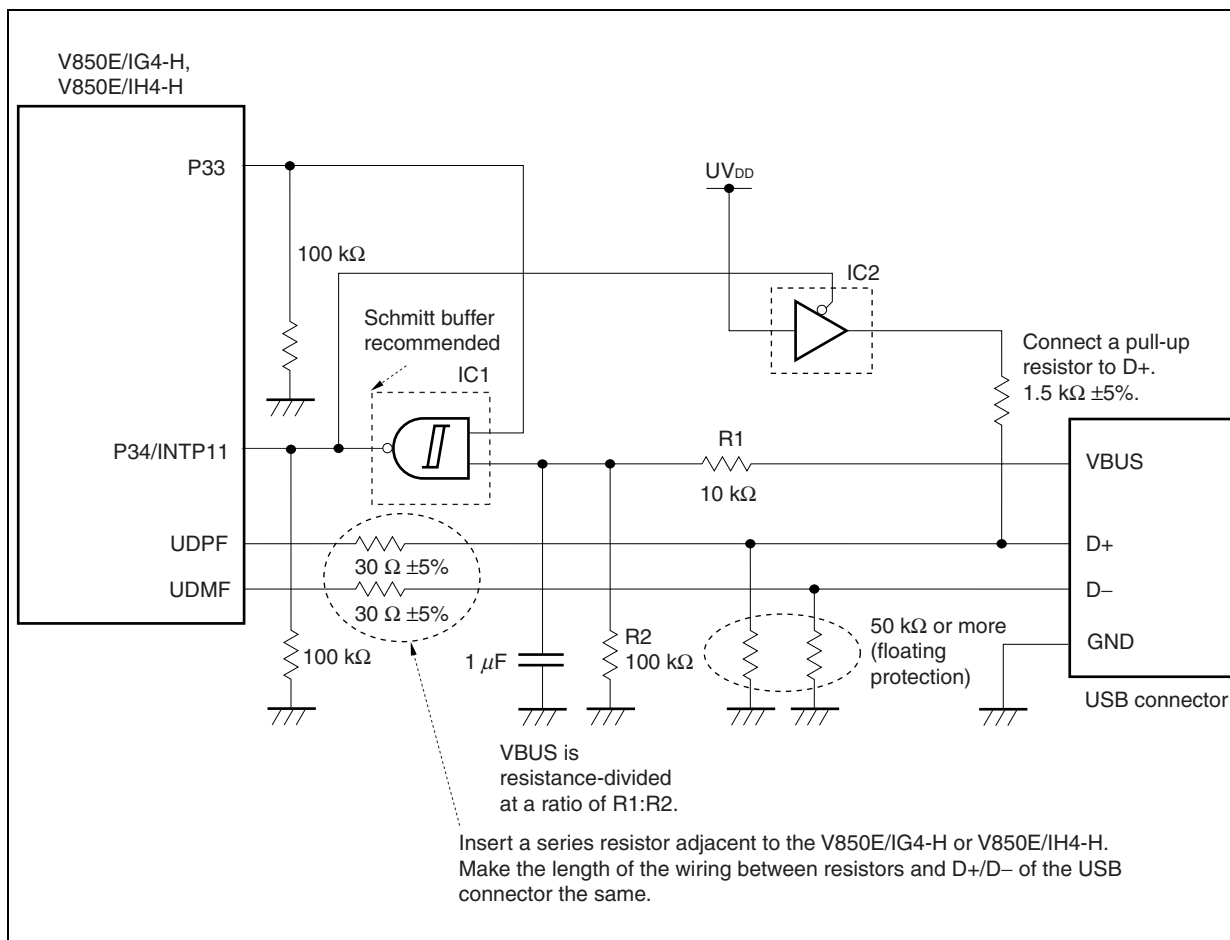 V850E/IG4-H,
V850E/IH4-H
P33
UVDD
100 kΩ
IC2
Schmitt buffer
recommended
Connect a pull-up
resistor to D+.
1.5 kΩ ±5%.
IC1
R1
P34/INTP11
VBUS
10 kΩ
UDPF
D+
30 Ω ±5%
UDMF
D−
30 Ω ±5%
50 kΩ or more
(floating
protection)
R2
100 kΩ
GND
100 kΩ
1 μF
USB connector
VBUS is
resistance-divided
at a ratio of R1:R2.
Insert a series resistor adjacent to the V850E/IG4-H or V850E/IH4-H.
Make the length of the wiring between resistors and D+/D− of the USB
connector the same.